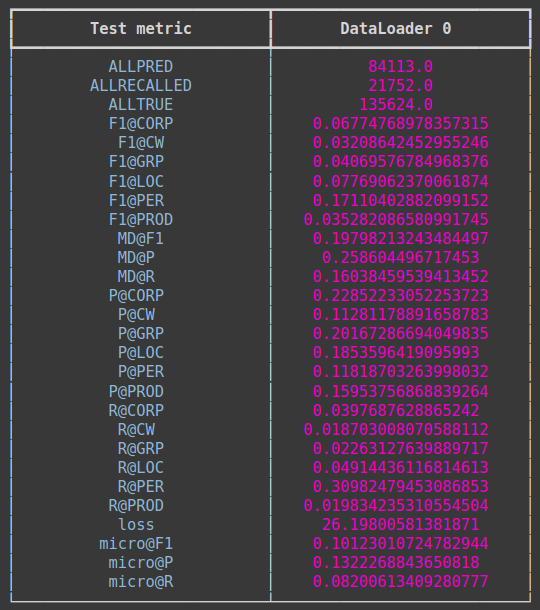 Test metric DataLoader 0
ALLPRED 84113.0
ALLRECALLED 21752.0
ALLTRUE 135624.0
F1@CORP 0.06774768978357315
F1@CW 0.03208642452955246
F1@GRP 0.04069576784968376
F1@LOC 0.07769062370061874
F1@PER 0.17110402882099152
F1@PROD 0.035282086580991745
MD@F1 0.19798213243484497
MD@P 0.258604496717453
MD@R 0.16038459539413452
P@CORP 0.22852233052253723
P@CW 0.11281178891658783
P@GRP 0.20167286694049835
P@LOC 0.1853596419095993
P@PER 0.11818703263998032
P@PROD 0.15953756868839264
R@CORP 0.0397687628865242
R@CW 0.018703008070588112
R@GRP 0.02263127639889717
R@LOC 0.04914436116814613
R@PER 0.30982479453086853
R@PROD 0.019834235310554504
loss 26.19800581381871
micro@F1 0.10123010724782944
micro@P 0.1322268843650818
micro@R 0.08200613409280777